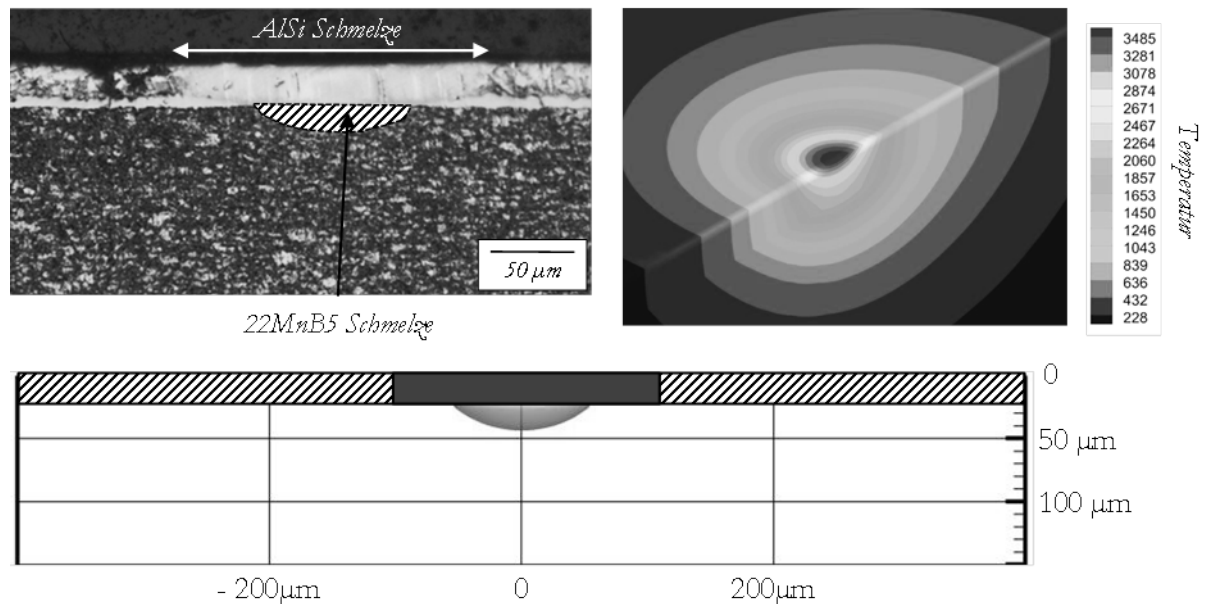 AlSi Schmelze
50 µm
22MnB5 Schmelze
3485
3281
3078
2874
2671
2467
2264
2060
1857
1653
1450
1246
1043
839
636
432
228
Temperatur
0
50 µm
100 µm
- 200µm
0
200µm